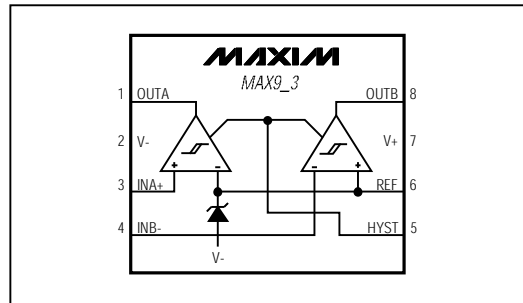 MAXIM
MAX9_3
1 OUTA
OUTB 8
2 V-
V+ 7
+ -
- +
3 INA+
REF 6
4 INB-
HYST 5
V-